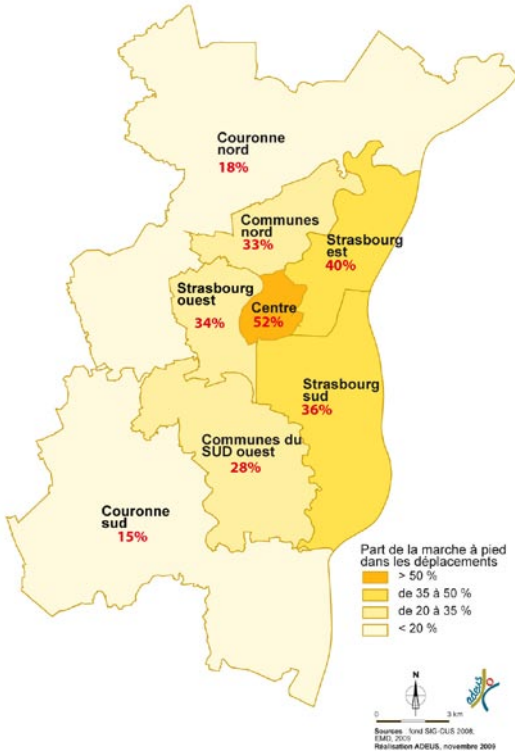 Couronne
nord
18%
Communes
nord
33%
Strasbourg
est
40%
Strasbourg
ouest
34%
Centre
52%
Strasbourg
sud
36%
Communes du
SUD ouest
28%
Couronne
sud
15%
Part de la marche à pied
dans les déplacements
> 50 %
de 35 à 50 %
de 20 à 35 %
< 20 %
N
0 3 km
adeus
Sources : fond SIG-CUS 2008,
EMD, 2009
Réalisation ADEUS, novembre 2009